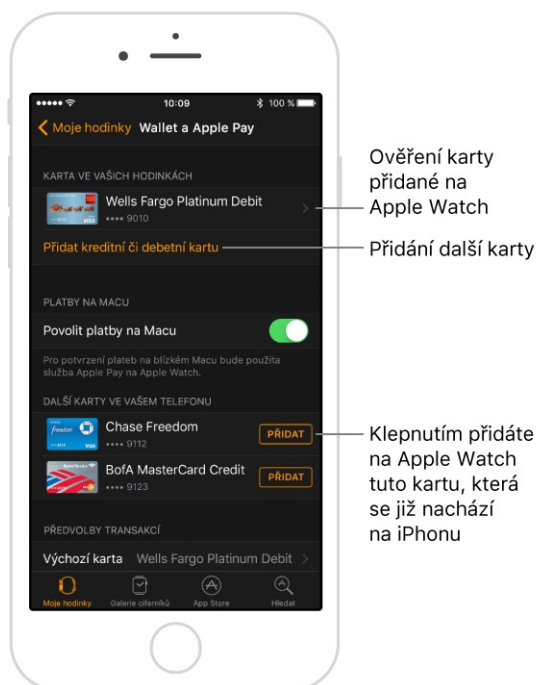 10:09
100 %
Moje hodinky Wallet a Apple Pay
KARTA VE VAŠICH HODINKÁCH
Wells Fargo Platinum Debit
•••• 9010
Přidat kreditní či debetní kartu
PLATBY NA MACU
Povolit platby na Macu
Pro potvrzení plateb na blízkém Macu bude použita
služba Apple Pay na Apple Watch.
DALŠÍ KARTY VE VAŠEM TELEFONU
freedom
Chase Freedom
•••• 9112
PŘIDAT
BofA MasterCard Credit
•••• 9123
PŘIDAT
PŘEDVOLBY TRANSAKCÍ
Výchozí karta Wells Fargo Platinum Debit
Moje hodinky Galerie ciferníků App Store Hledat
Ověření karty
přidané na
Apple Watch
Přidání další karty
Klepnutím přidáte
na Apple Watch
tuto kartu, která
se již nachází
na iPhonu